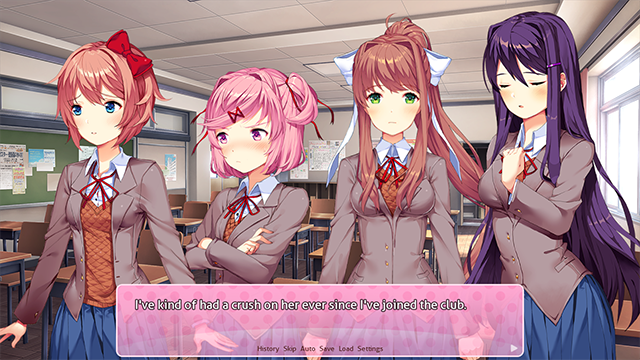 I've kind of had a crush on her ever since I've joined the club.
History Skip Auto Save Load Settings